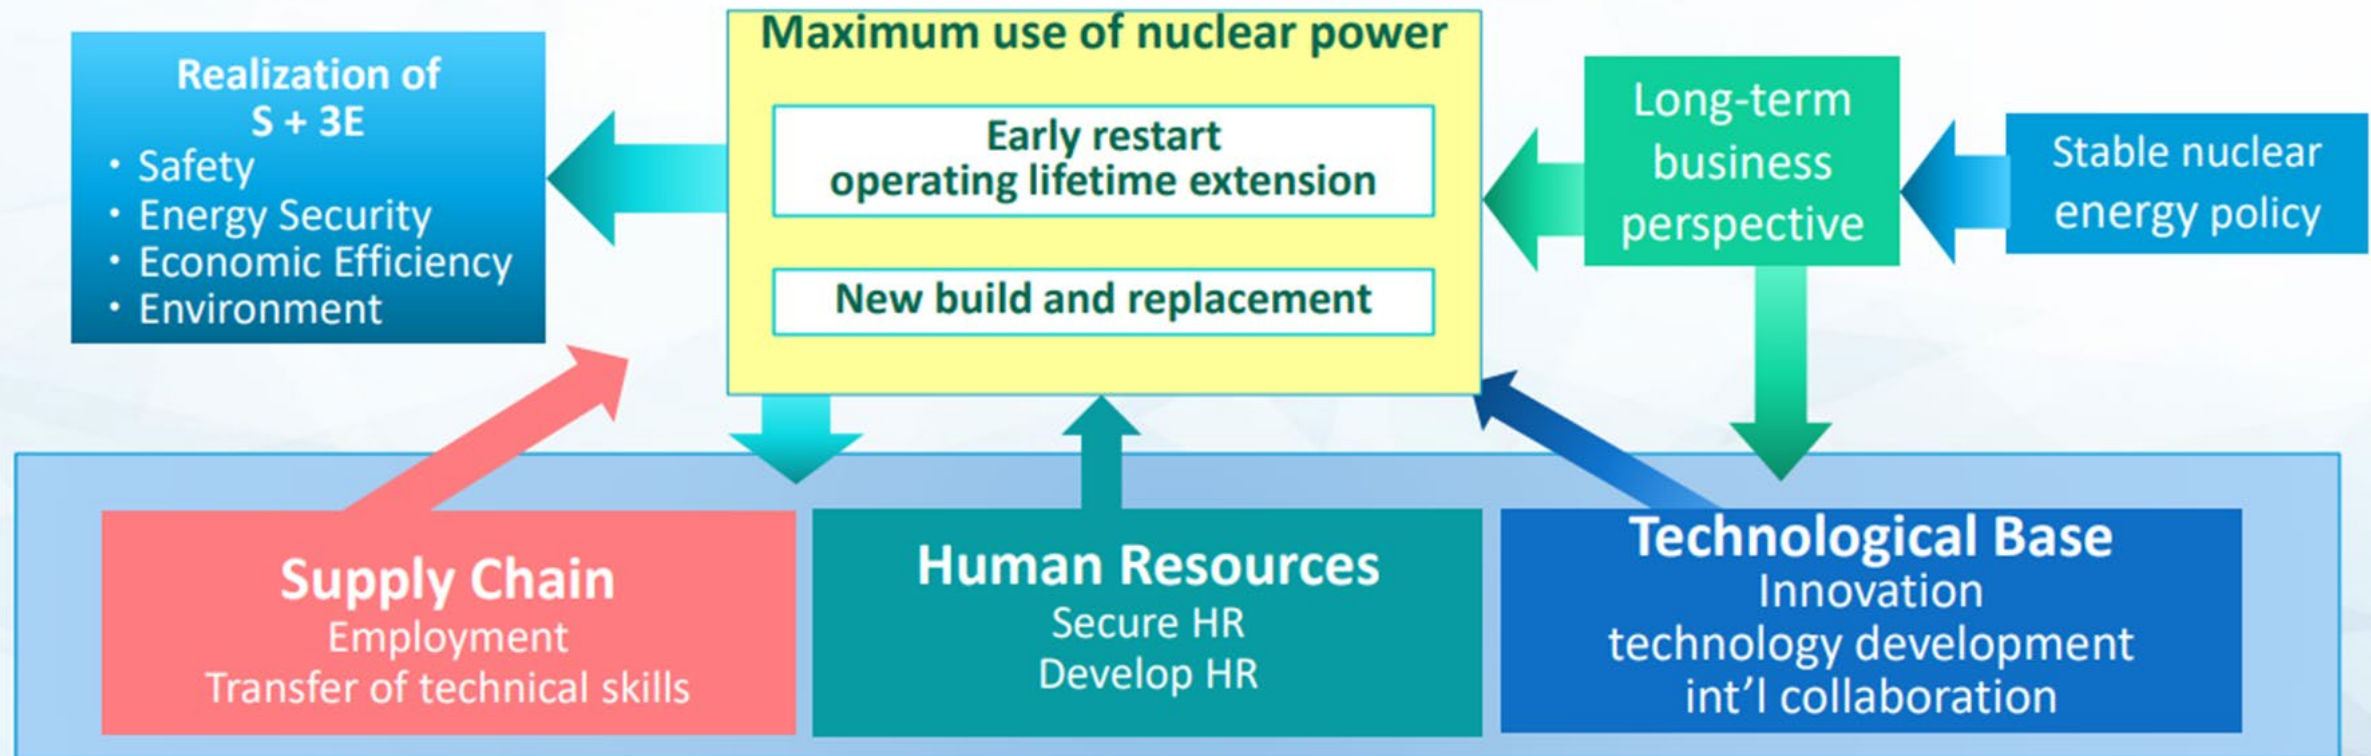 Realization of
S + 3E
・Safety
・Energy Security
・Economic Efficiency
・Environment
Maximum use of nuclear power
Early restart
operating lifetime extension
New build and replacement
Long-term
business
perspective
Stable nuclear
energy policy
Supply Chain
Employment
Transfer of technical skills
Human Resources
Secure HR
Develop HR
Technological Base
Innovation
technology development
int’l collaboration